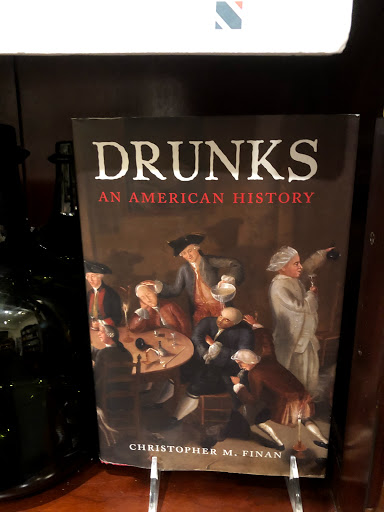 DRUNKS
AN AMERICAN HISTORY
CHRISTOPHER M. FINAN